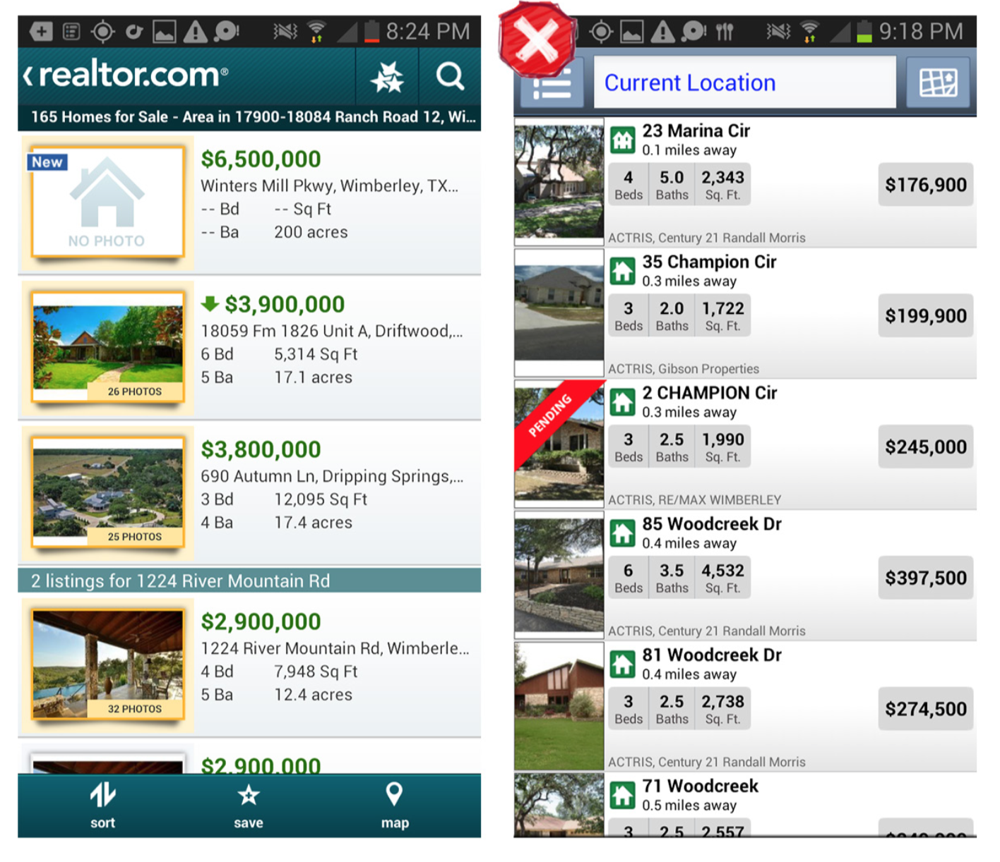 8:24 PM
realtor.com®
165 Homes for Sale - Area in 17900-18084 Ranch Road 12, Wi...
New
NO PHOTO
$6,500,000
Winters Mill Pkwy, Wimberley, TX...
-- Bd -- Sq Ft
-- Ba 200 acres
$3,900,000
18059 Fm 1826 Unit A, Driftwood,...
6 Bd 5,314 Sq Ft
5 Ba 17.1 acres
26 PHOTOS
$3,800,000
690 Autumn Ln, Dripping Springs,...
3 Bd 12,095 Sq Ft
4 Ba 17.4 acres
25 PHOTOS
2 listings for 1224 River Mountain Rd
$2,900,000
1224 River Mountain Rd, Wimberle...
4 Bd 7,948 Sq Ft
5 Ba 12.4 acres
32 PHOTOS
$2,900,000
sort save map
9:18 PM
Current Location
23 Marina Cir
0.1 miles away
4 5.0 2,343
Beds Baths Sq. Ft.
$176,900
ACTRIS, Century 21 Randall Morris
35 Champion Cir
0.3 miles away
3 2.0 1,722
Beds Baths Sq. Ft.
$199,900
ACTRIS, Gibson Properties
PENDING
2 CHAMPION Cir
0.3 miles away
3 2.5 1,990
Beds Baths Sq. Ft.
$245,000
ACTRIS, RE/MAX WIMBERLEY
85 Woodcreek Dr
0.4 miles away
6 3.5 4,532
Beds Baths Sq. Ft.
$397,500
ACTRIS, Century 21 Randall Morris
81 Woodcreek Dr
0.4 miles away
3 2.5 2,738
Beds Baths Sq. Ft.
$274,500
ACTRIS, Century 21 Randall Morris
71 Woodcreek
0.5 miles away
3 2.5 2,557